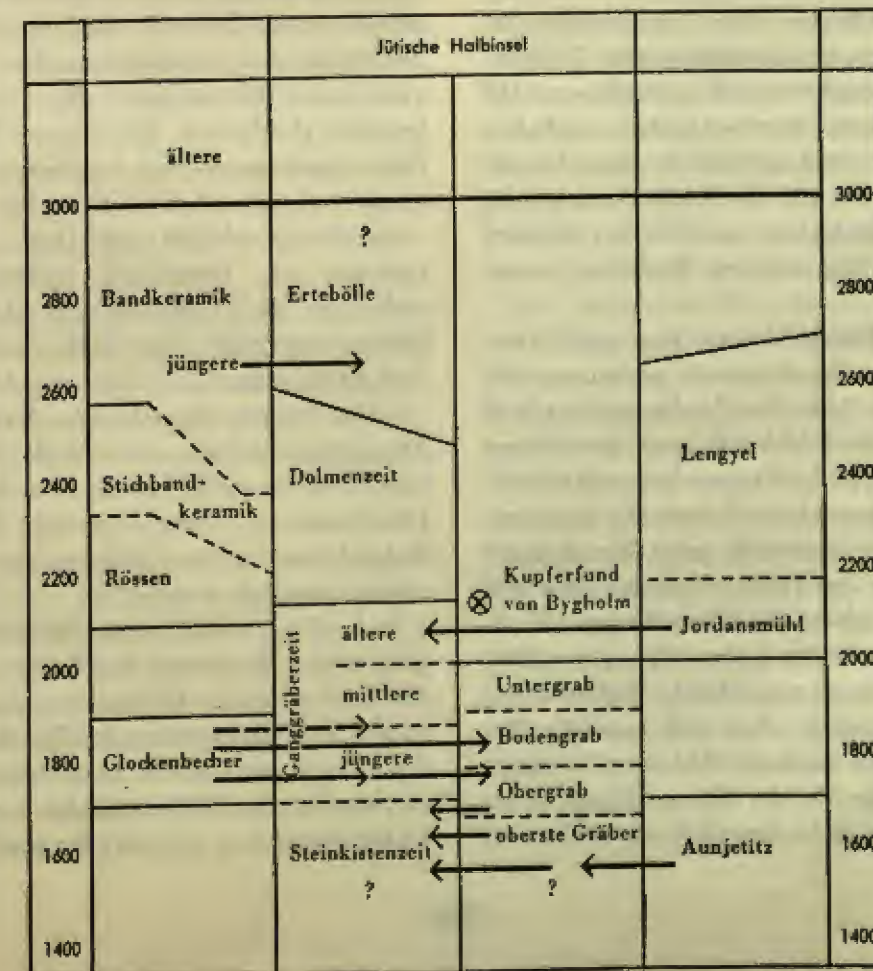 Jütische Halbinsel
ältere
3000
3000
?
2800
Bandkeramik
Ertebölle
2800
jüngere
2600
2600
Lengyel
2400
Stichband-
keramik
Dolmenzeit
2400
2200
Rössen
Kupferfund
von Bygholm
2200
Ganggräberzeit
ältere
Jordansmühl
2000
2000
mittlere
Untergrab
1800
Glockenbecher
jüngere
Bodengrab
1800
Obergrab
1600
Steinkistenzeit
oberste Gräber
Aunjetitz
1600
?
?
1400
1400